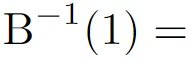 B⁻¹(1) =